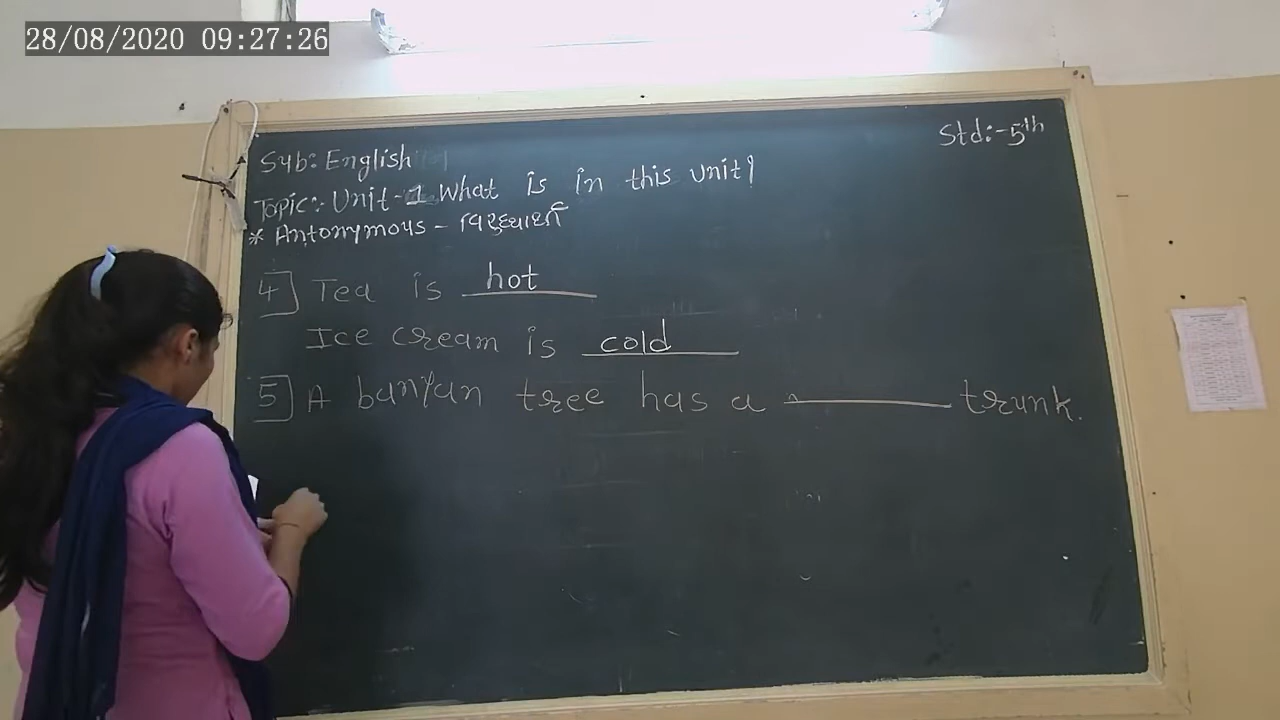 28/08/2020 09:27:26
Std:-5th
Sub: English
Topic: Unit-1 What is in this unit?
* Antonymous - વિરુદ્ધાર્થી
4] Tea is hot
Ice cream is cold
5] A banyan tree has a ________ trunk.